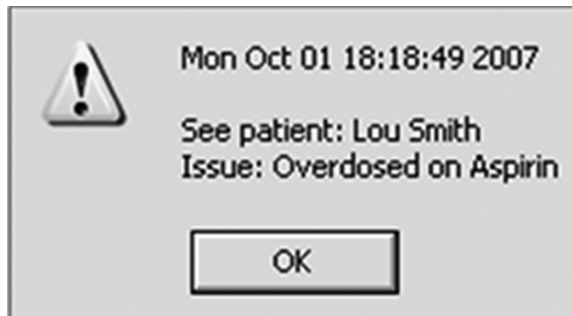 Mon Oct 01 18:18:49 2007
See patient: Lou Smith
Issue: Overdosed on Aspirin
OK